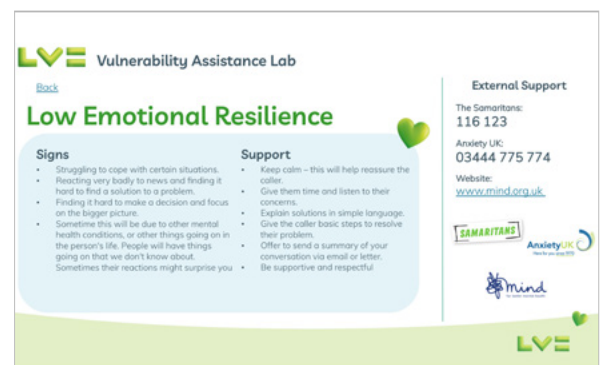 LVE Vulnerability Assistance Lab
Back
Low Emotional Resilience
Signs
Struggling to cope with certain situations.
Reacting very badly to news and finding it
hard to find a solution to a problem.
Finding it hard to make a decision and focus
on the bigger picture.
Sometime this will be due to other mental
health conditions, or other things going on in
the person's life. People will have things
going on that we don't know about.
Sometimes their reactions might surprise you
Support
Keep calm – this will help reassure the
caller.
Give them time and listen to their
concerns.
Explain solutions in simple language.
Give the caller basic steps to resolve
their problem.
Offer to send a summary of your
conversation via email or letter.
Be supportive and respectful
External Support
The Samaritans:
116 123
Anxiety UK:
03444 775 774
Website:
www.mind.org.uk
SAMARITANS
AnxietyUK
mind
for better mental health
LVE